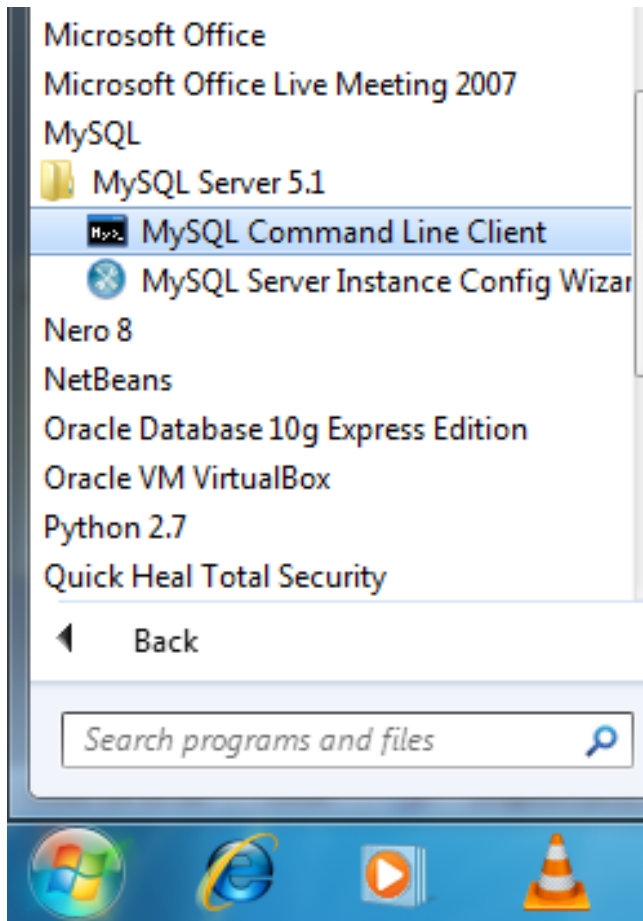 Microsoft Office
Microsoft Office Live Meeting 2007
MySQL
MySQL Server 5.1
MySQL Command Line Client
MySQL Server Instance Config Wizar
Nero 8
NetBeans
Oracle Database 10g Express Edition
Oracle VM VirtualBox
Python 2.7
Quick Heal Total Security
Back
Search programs and files